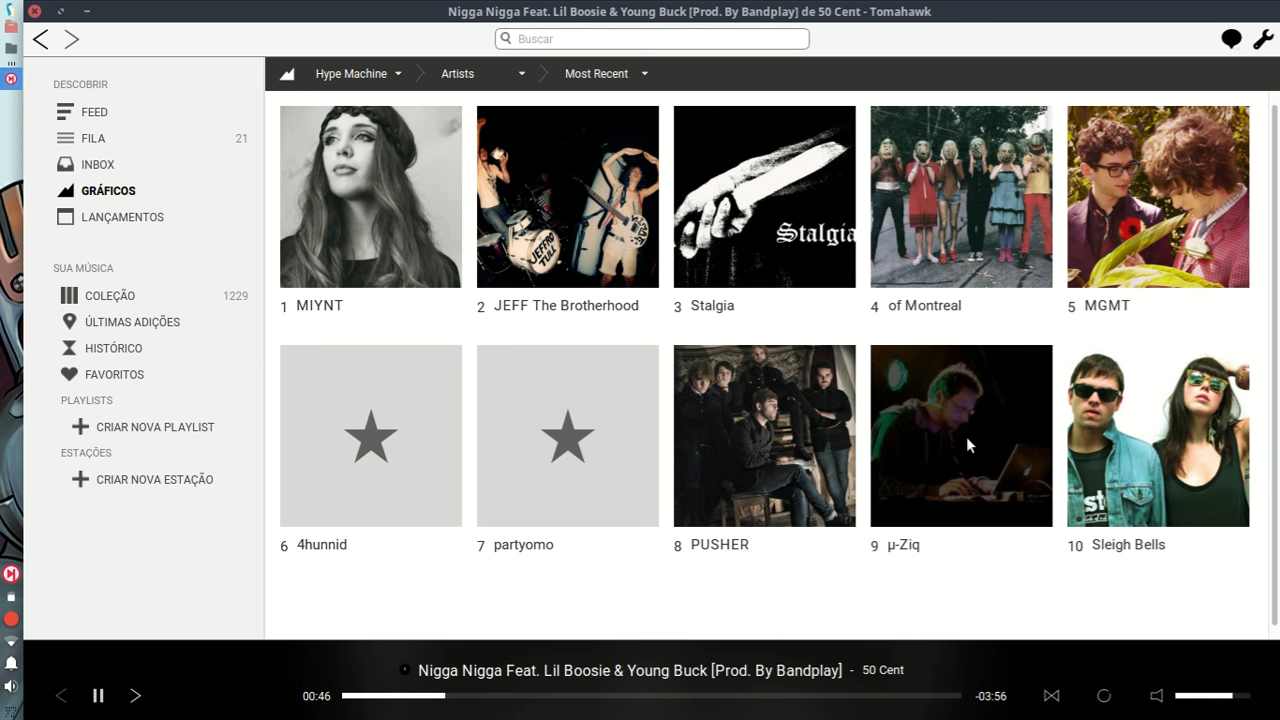 Nigga Nigga Feat. Lil Boosie & Young Buck [Prod. By Bandplay] de 50 Cent - Tomahawk
Buscar
DESCOBRIR
FEED
FILA 21
INBOX
GRÁFICOS
LANÇAMENTOS
SUA MÚSICA
COLEÇÃO 1229
ÚLTIMAS ADIÇÕES
HISTÓRICO
FAVORITOS
PLAYLISTS
CRIAR NOVA PLAYLIST
ESTAÇÕES
CRIAR NOVA ESTAÇÃO
Hype Machine Artists Most Recent
JEFF THE
Stalgia
1 MIYNT
2 JEFF The Brotherhood
3 Stalgia
4 of Montreal
5 MGMT
6 4hunnid
7 partyomo
8 PUSHER
9 µ-Ziq
10 Sleigh Bells
Nigga Nigga Feat. Lil Boosie & Young Buck [Prod. By Bandplay] - 50 Cent
00:46 -03:56